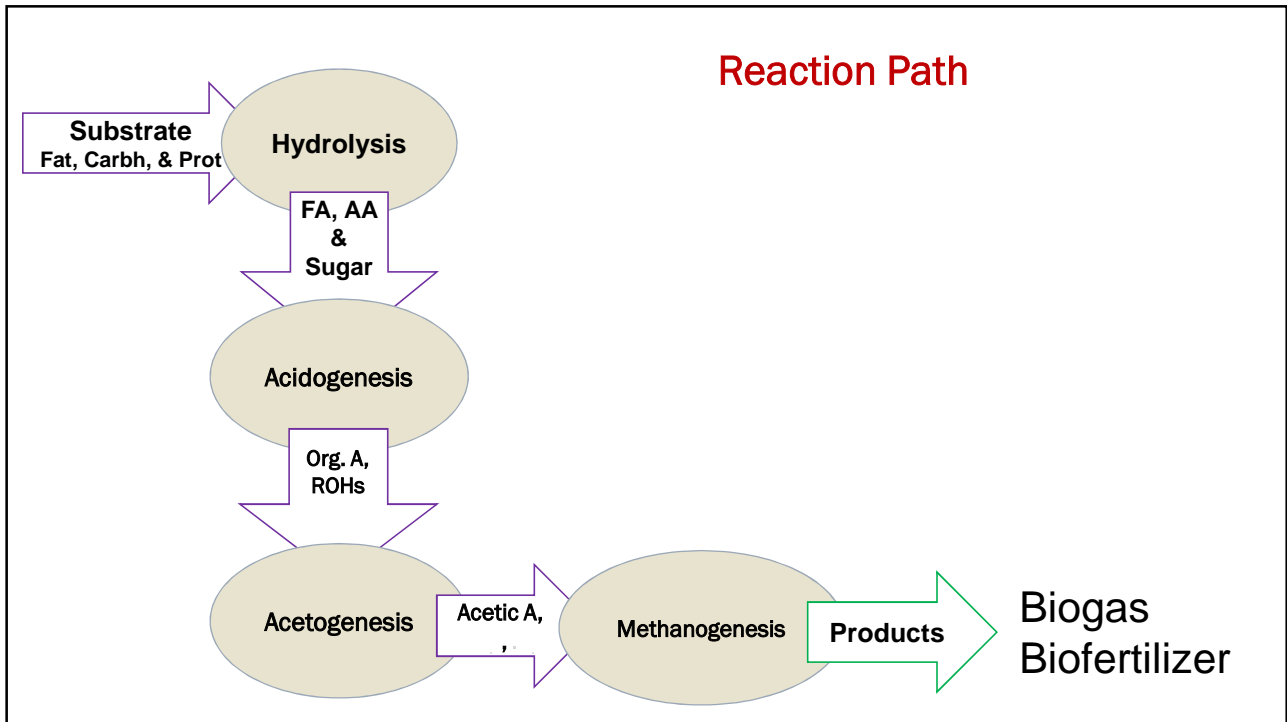 Reaction Path
Substrate
Fat, Carbh, & Prot
Hydrolysis
FA, AA
&
Sugar
Acidogenesis
Org. A,
ROHs
Acetogenesis
Acetic A,
,
Methanogenesis
Products
Biogas
Biofertilizer